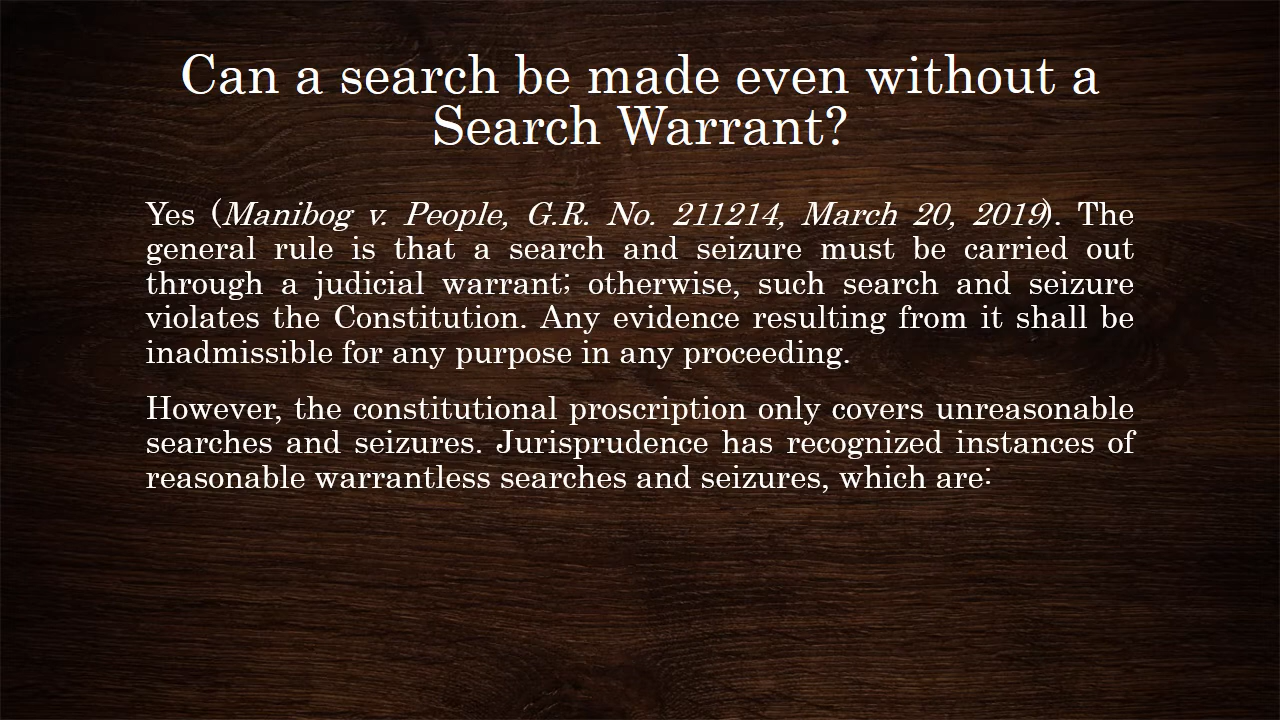 Can a search be made even without a
Search Warrant?
Yes (Manibog v. People, G.R. No. 211214, March 20, 2019). The
general rule is that a search and seizure must be carried out
through a judicial warrant; otherwise, such search and seizure
violates the Constitution. Any evidence resulting from it shall be
inadmissible for any purpose in any proceeding.
However, the constitutional proscription only covers unreasonable
searches and seizures. Jurisprudence has recognized instances of
reasonable warrantless searches and seizures, which are: